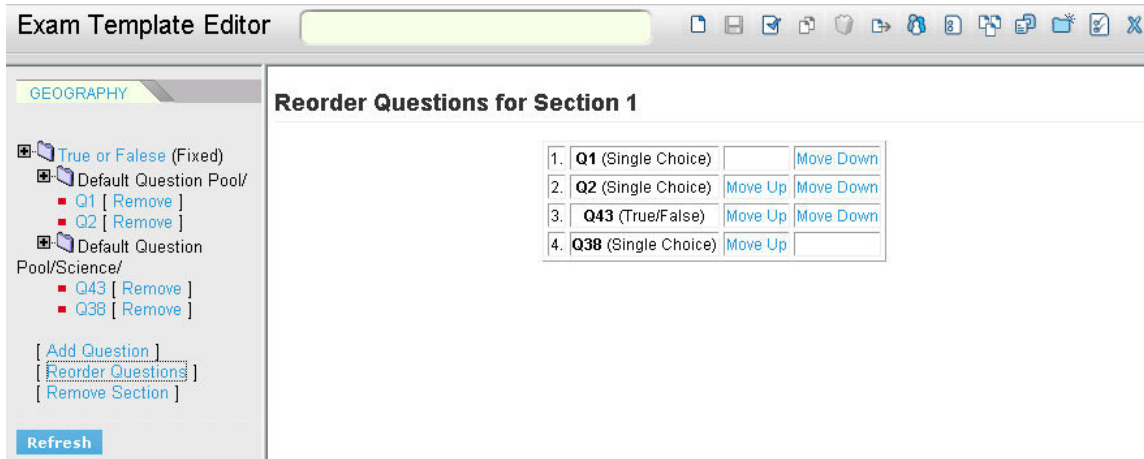 Exam Template Editor
GEOGRAPHY
True or Falese (Fixed)
Default Question Pool/
Q1 [ Remove ]
Q2 [ Remove ]
Default Question
Pool/Science/
Q43 [ Remove ]
Q38 [ Remove ]
[ Add Question ]
[ Reorder Questions ]
[ Remove Section ]
Refresh
Reorder Questions for Section 1
1. Q1 (Single Choice) Move Down
2. Q2 (Single Choice) Move Up Move Down
3. Q43 (True/False) Move Up Move Down
4. Q38 (Single Choice) Move Up